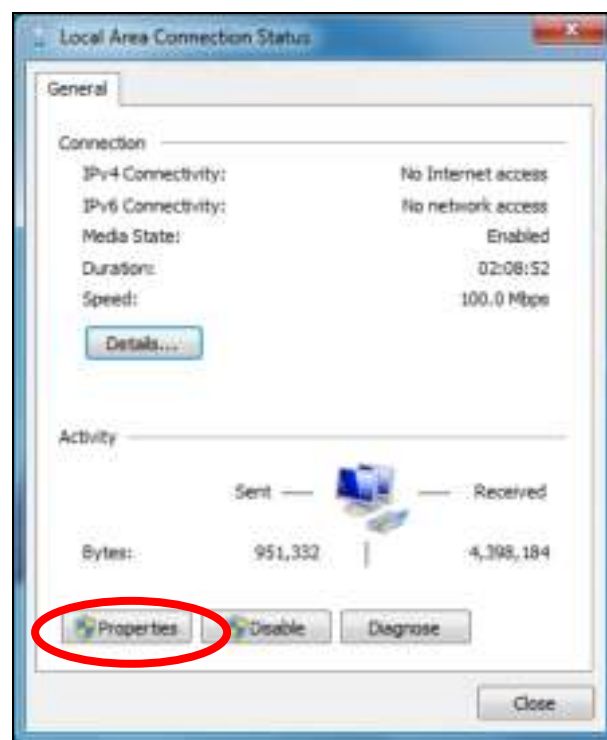 Local Area Connection Status
General
Connection
IPv4 Connectivity: No Internet access
IPv6 Connectivity: No network access
Media State: Enabled
Duration: 02:08:52
Speed: 100.0 Mbps
Details...
Activity
Sent Received
Bytes: 951,332 4,398,184
Properties Disable Diagnose
Close